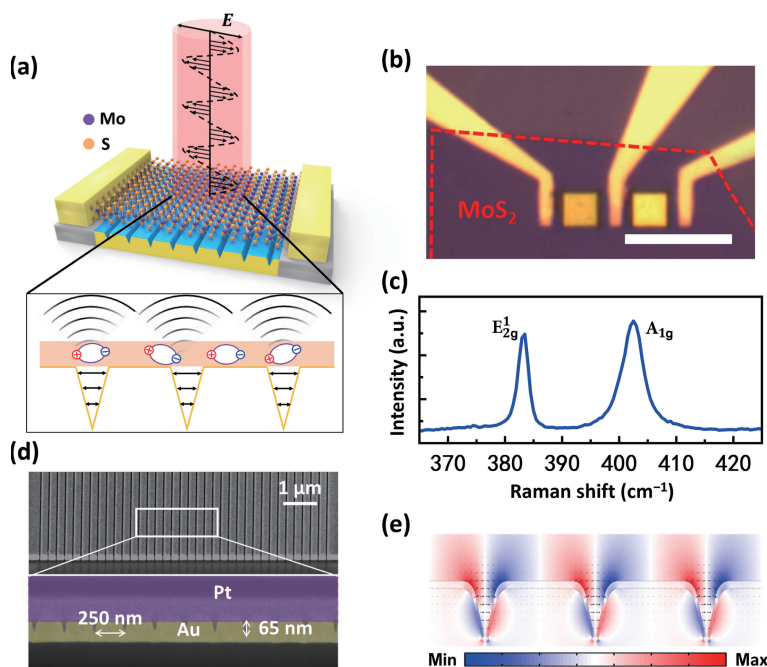 (a)
E
Mo
S
(b)
MoS₂
(c)
E¹₂g
A₁g
Intensity (a.u.)
370 380 390 400 410 420
Raman shift (cm⁻¹)
(d)
1 μm
Pt
250 nm
Au
65 nm
(e)
Min
Max